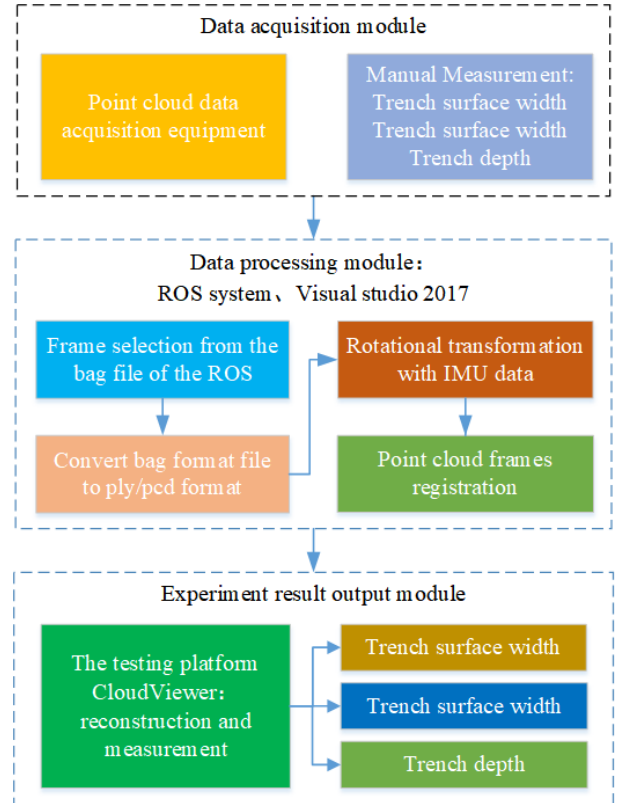 Data acquisition module
Point cloud data
acquisition equipment
Manual Measurement:
Trench surface width
Trench surface width
Trench depth
Data processing module：
ROS system、Visual studio 2017
Frame selection from the
bag file of the ROS
Convert bag format file
to ply/pcd format
Rotational transformation
with IMU data
Point cloud frames
registration
Experiment result output module
The testing platform
CloudViewer：
reconstruction and
measurement
Trench surface width
Trench surface width
Trench depth